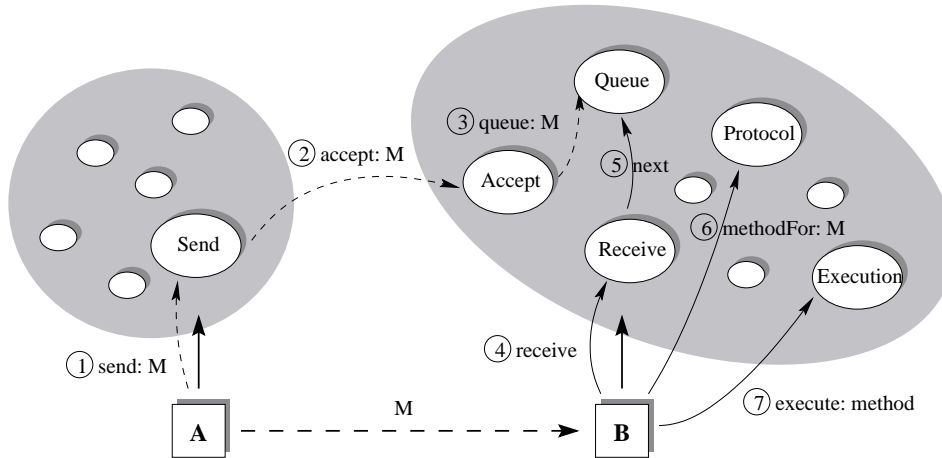 Queue
③ queue: M
Protocol
② accept: M
Accept
⑤ next
Send
Receive
⑥ methodFor: M
Execution
① send: M
④ receive
M
⑦ execute: method
A
B